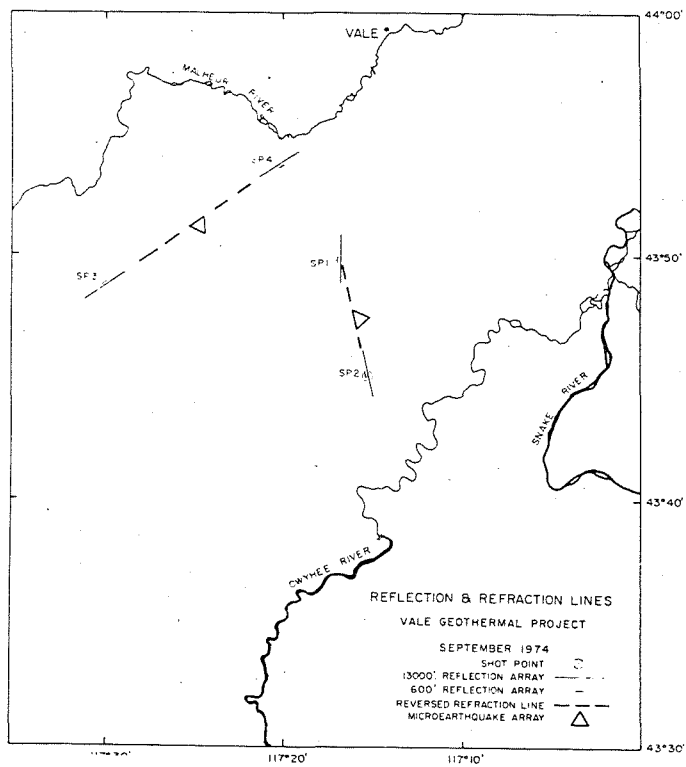 44°00'
VALE
MALHEUR RIVER
SP4
43°50'
SP1
SP3
SP2
SNAKE RIVER
43°40'
OWYHEE RIVER
REFLECTION & REFRACTION LINES
VALE GEOTHERMAL PROJECT
SEPTEMBER 1974
SHOT POINT
13000' REFLECTION ARRAY
600' REFLECTION ARRAY
REVERSED REFRACTION LINE
MICROEARTHQUAKE ARRAY
43°30'
117°30'
117°20'
117°10'